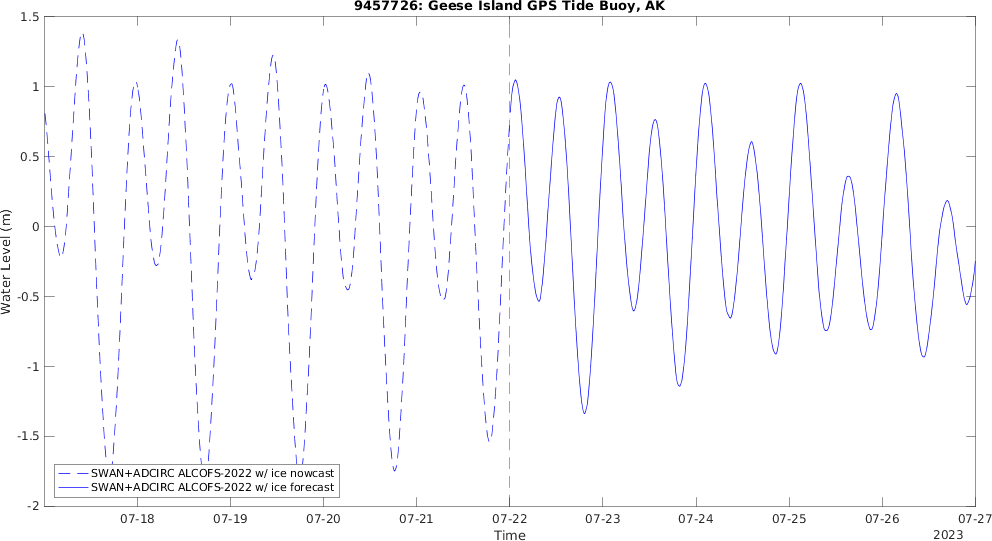 9457726: Geese Island GPS Tide Buoy, AK
1.5
1
0.5
0
-0.5
-1
-1.5
-2
Water Level (m)
SWAN+ADCIRC ALCOFS-2022 w/ ice nowcast
SWAN+ADCIRC ALCOFS-2022 w/ ice forecast
07-18 07-19 07-20 07-21 07-22 07-23 07-24 07-25 07-26 07-27
Time
2023